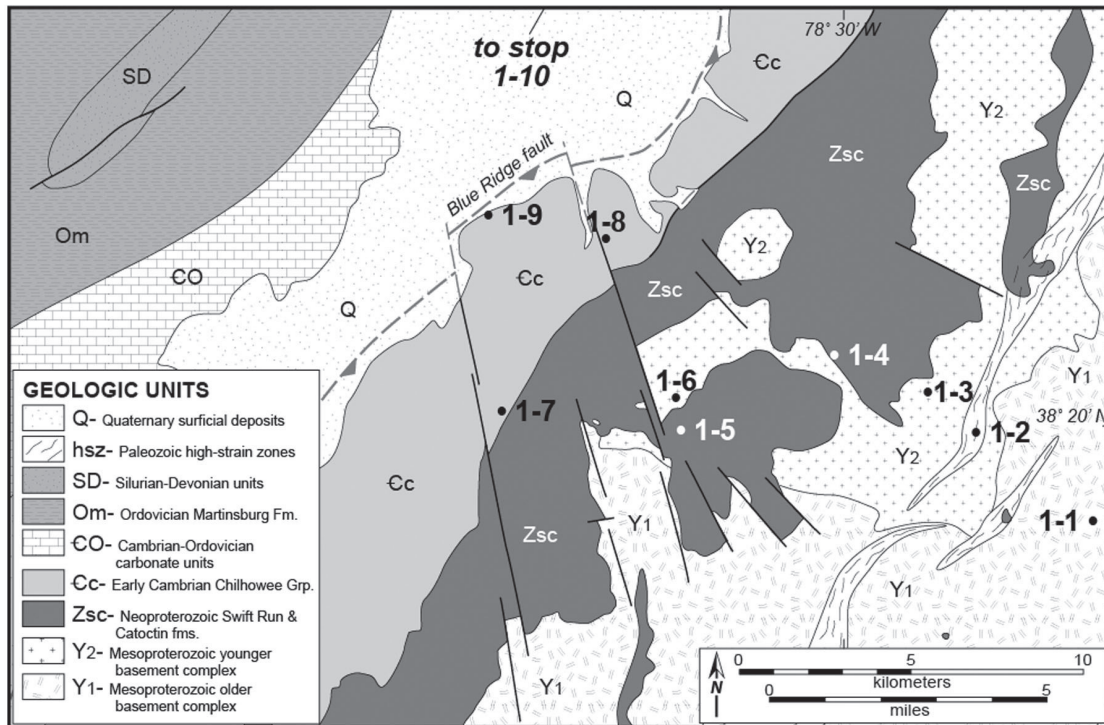 78° 30’ W
to stop
1-10
Ꞓc
SD
Q
Y2
Zsc
Zsc
Blue Ridge fault
1-9
1-8
Om
Y2
ꞒO
Ꞓc
Zsc
Q
1-4
1-6
1-3
Y1
38° 20’ N
1-7
1-5
1-2
Y2
Ꞓc
Y1
1-1
Zsc
Y1
Y1
GEOLOGIC UNITS
Q- Quaternary surficial deposits
hsz- Paleozoic high-strain zones
SD- Silurian-Devonian units
Om- Ordovician Martinsburg Fm.
ꞒO- Cambrian-Ordovician
carbonate units
Ꞓc- Early Cambrian Chilhowee Grp.
Zsc- Neoproterozoic Swift Run &
Catoctin fms.
Y2- Mesoproterozoic younger
basement complex
Y1- Mesoproterozoic older
basement complex
N
0 5 10
kilometers
0 5
miles